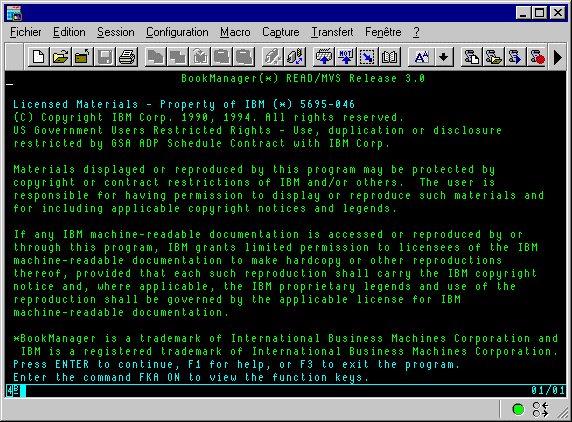 Fichier Edition Session Configuration Macro Capture Transfert Fenêtre ?
NOT
BookManager(*) READ/MVS Release 3.0
Licensed Materials - Property of IBM (*) 5695-046
(C) Copyright IBM Corp. 1990, 1994. All rights reserved.
US Government Users Restricted Rights - Use, duplication or disclosure
restricted by GSA ADP Schedule Contract with IBM Corp.
Materials displayed or reproduced by this program may be protected by
copyright or contract restrictions of IBM and/or others. The user is
responsible for having permission to display or reproduce such materials and
for including applicable copyright notices and legends.
If any IBM machine-readable documentation is accessed or reproduced by or
through this program, IBM grants limited permission to licensees of the IBM
machine-readable documentation to make hardcopy or other reproductions
thereof, provided that each such reproduction shall carry the IBM copyright
notice and, where applicable, the IBM proprietary legends and use of the
reproduction shall be governed by the applicable license for IBM
machine-readable documentation.
*BookManager is a trademark of International Business Machines Corporation and
IBM is a registered trademark of International Business Machines Corporation.
Press ENTER to continue, F1 for help, or F3 to exit the program.
Enter the command FKA ON to view the function keys.
01/01